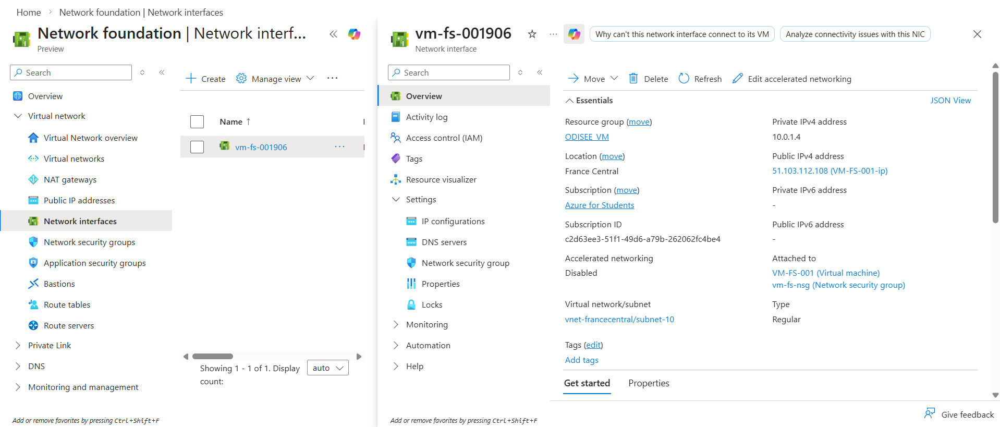 Home > Network foundation | Network interfaces
Network foundation | Network interf...
Preview
Search
Overview
Virtual network
Virtual Network overview
Virtual networks
NAT gateways
Public IP addresses
Network interfaces
Network security groups
Application security groups
Bastions
Route tables
Route servers
Private Link
DNS
Monitoring and management
Add or remove favorites by pressing Ctrl+Shift+F
Create
Manage view
Name ↑
vm-fs-001906
Showing 1 - 1 of 1. Display
count:
auto
vm-fs-001906
Network interface
Why can't this network interface connect to its VM
Analyze connectivity issues with this NIC
Search
Overview
Activity log
Access control (IAM)
Tags
Resource visualizer
Settings
IP configurations
DNS servers
Network security group
Properties
Locks
Monitoring
Automation
Help
Add or remove favorites by pressing Ctrl+Shift+F
Move
Delete
Refresh
Edit accelerated networking
Essentials
JSON View
Resource group (move)
ODISEE_VM
Location (move)
France Central
Subscription (move)
Azure for Students
Subscription ID
c2d63ee3-51f1-49d6-a79b-262062fc4be4
Accelerated networking
Disabled
Virtual network/subnet
vnet-francecentral/subnet-10
Private IPv4 address
10.0.1.4
Public IPv4 address
51.103.112.108 (VM-FS-001-ip)
Private IPv6 address
-
Public IPv6 address
-
Attached to
VM-FS-001 (Virtual machine)
vm-fs-nsg (Network security group)
Type
Regular
Tags (edit)
Add tags
Get started
Properties
Give feedback